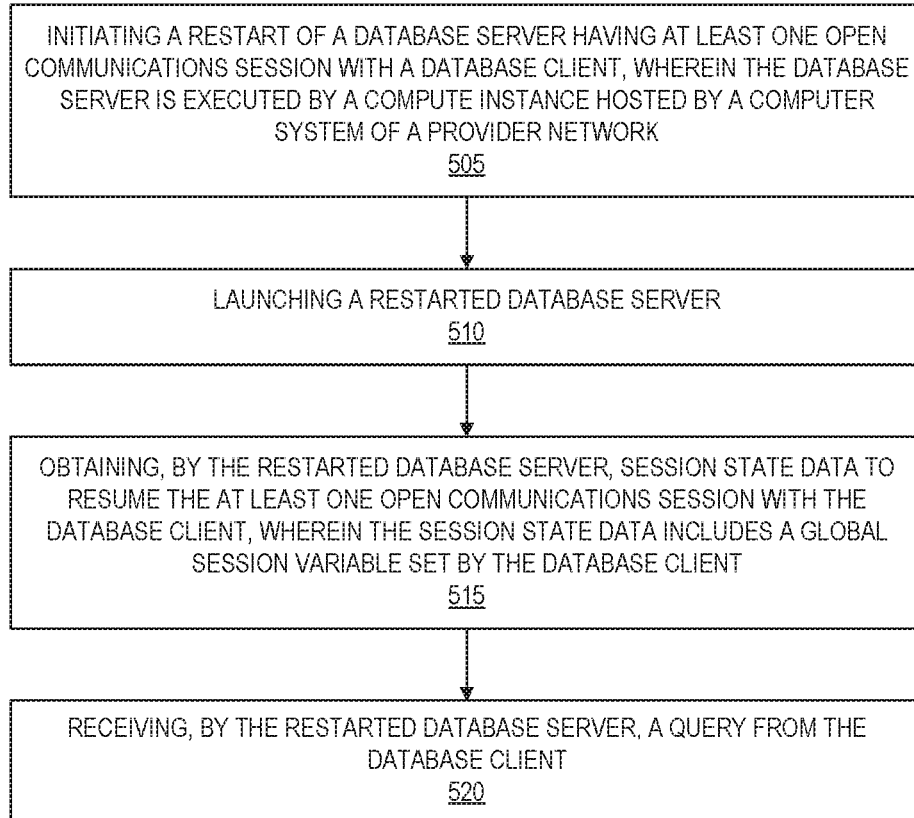 INITIATING A RESTART OF A DATABASE SERVER HAVING AT LEAST ONE OPEN
COMMUNICATIONS SESSION WITH A DATABASE CLIENT, WHEREIN THE DATABASE
SERVER IS EXECUTED BY A COMPUTE INSTANCE HOSTED BY A COMPUTER
SYSTEM OF A PROVIDER NETWORK
505
LAUNCHING A RESTARTED DATABASE SERVER
510
OBTAINING, BY THE RESTARTED DATABASE SERVER, SESSION STATE DATA TO
RESUME THE AT LEAST ONE OPEN COMMUNICATIONS SESSION WITH THE
DATABASE CLIENT, WHEREIN THE SESSION STATE DATA INCLUDES A GLOBAL
SESSION VARIABLE SET BY THE DATABASE CLIENT
515
RECEIVING, BY THE RESTARTED DATABASE SERVER, A QUERY FROM THE
DATABASE CLIENT
520